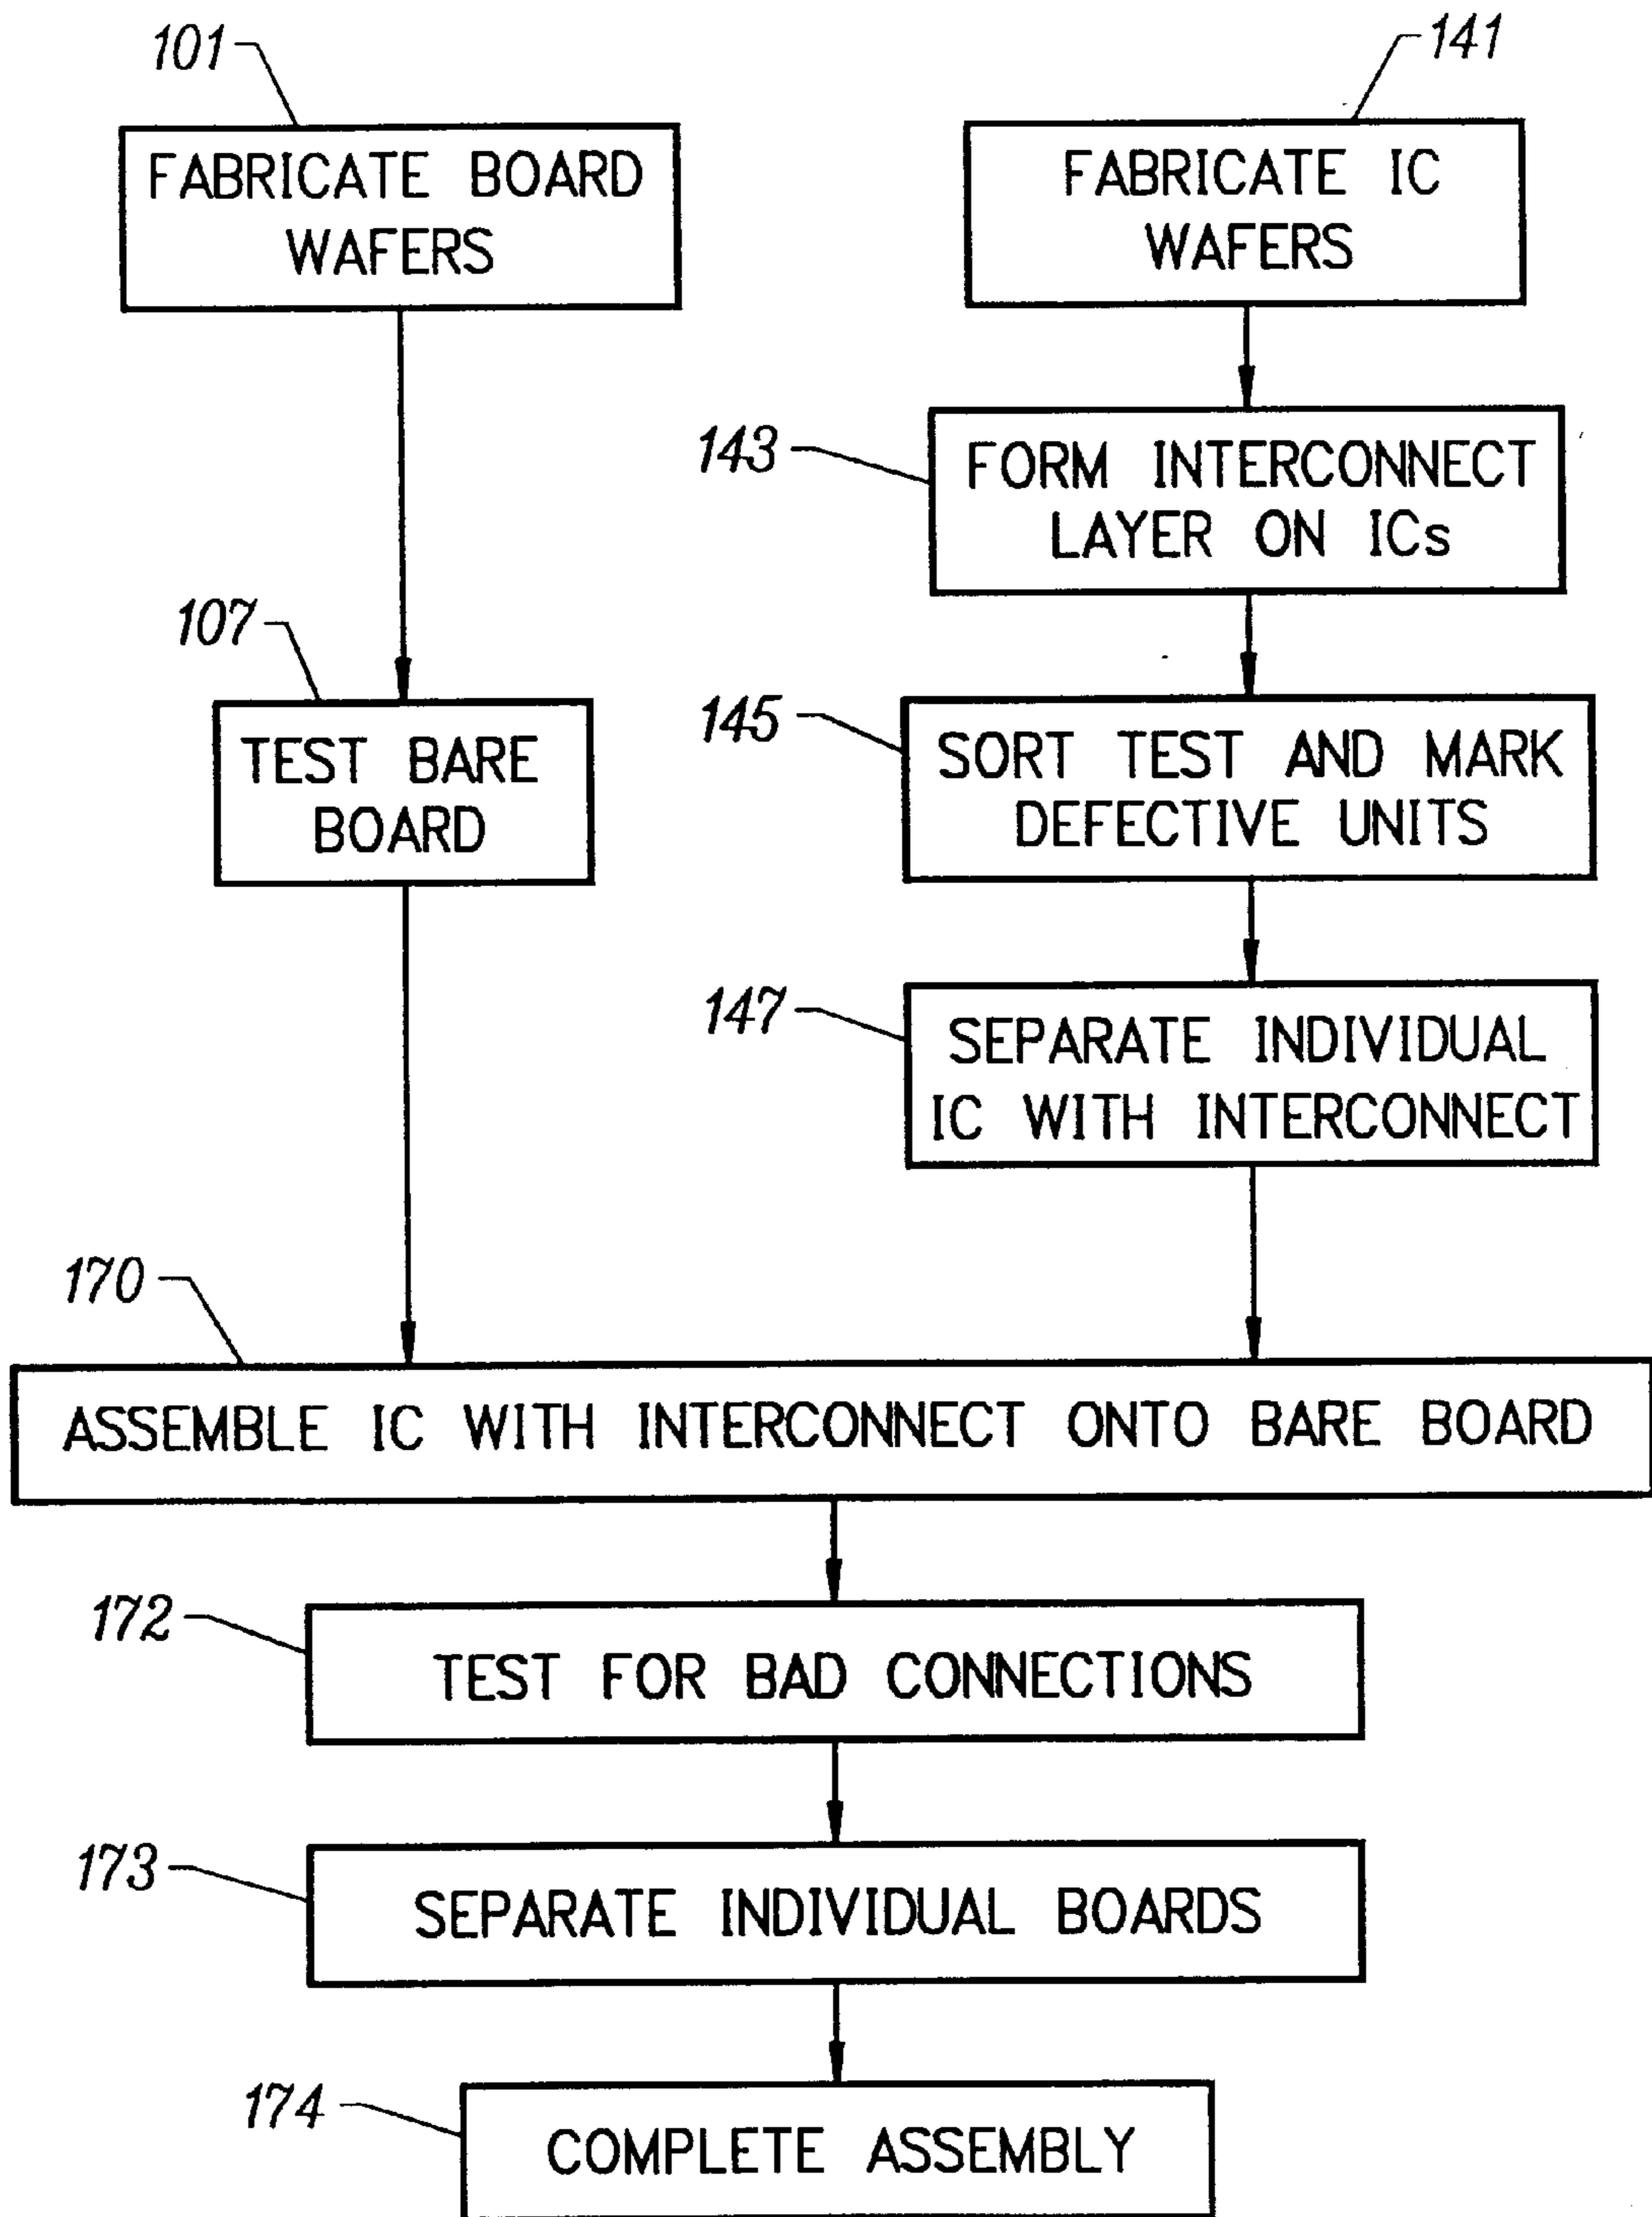 101
141
FABRICATE BOARD
WAFERS
FABRICATE IC
WAFERS
143
FORM INTERCONNECT
LAYER ON ICs
107
TEST BARE
BOARD
145
SORT TEST AND MARK
DEFECTIVE UNITS
147
SEPARATE INDIVIDUAL
IC WITH INTERCONNECT
170
ASSEMBLE IC WITH INTERCONNECT ONTO BARE BOARD
172
TEST FOR BAD CONNECTIONS
173
SEPARATE INDIVIDUAL BOARDS
174
COMPLETE ASSEMBLY